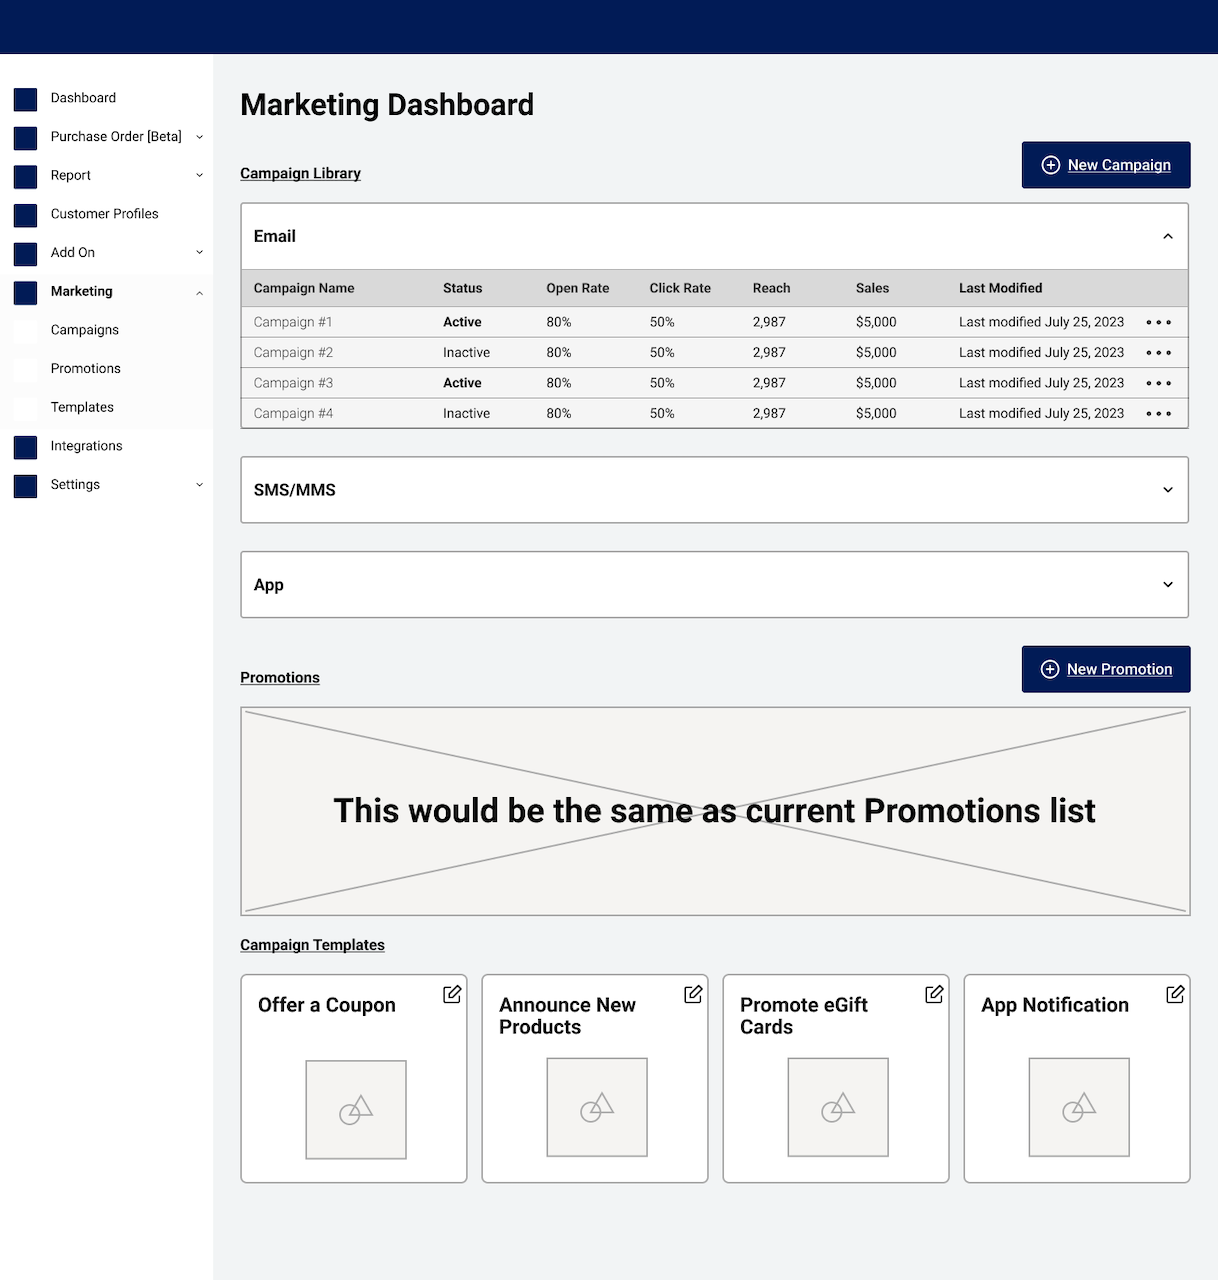 Dashboard
Purchase Order [Beta]
Report
Customer Profiles
Add On
Marketing
Campaigns
Promotions
Templates
Integrations
Settings
Marketing Dashboard
Campaign Library
New Campaign
Email
Campaign Name Status Open Rate Click Rate Reach Sales Last Modified
Campaign #1 Active 80% 50% 2,987 $5,000 Last modified July 25, 2023
Campaign #2 Inactive 80% 50% 2,987 $5,000 Last modified July 25, 2023
Campaign #3 Active 80% 50% 2,987 $5,000 Last modified July 25, 2023
Campaign #4 Inactive 80% 50% 2,987 $5,000 Last modified July 25, 2023
SMS/MMS
App
Promotions
New Promotion
This would be the same as current Promotions list
Campaign Templates
Offer a Coupon
Announce New
Products
Promote eGift
Cards
App Notification